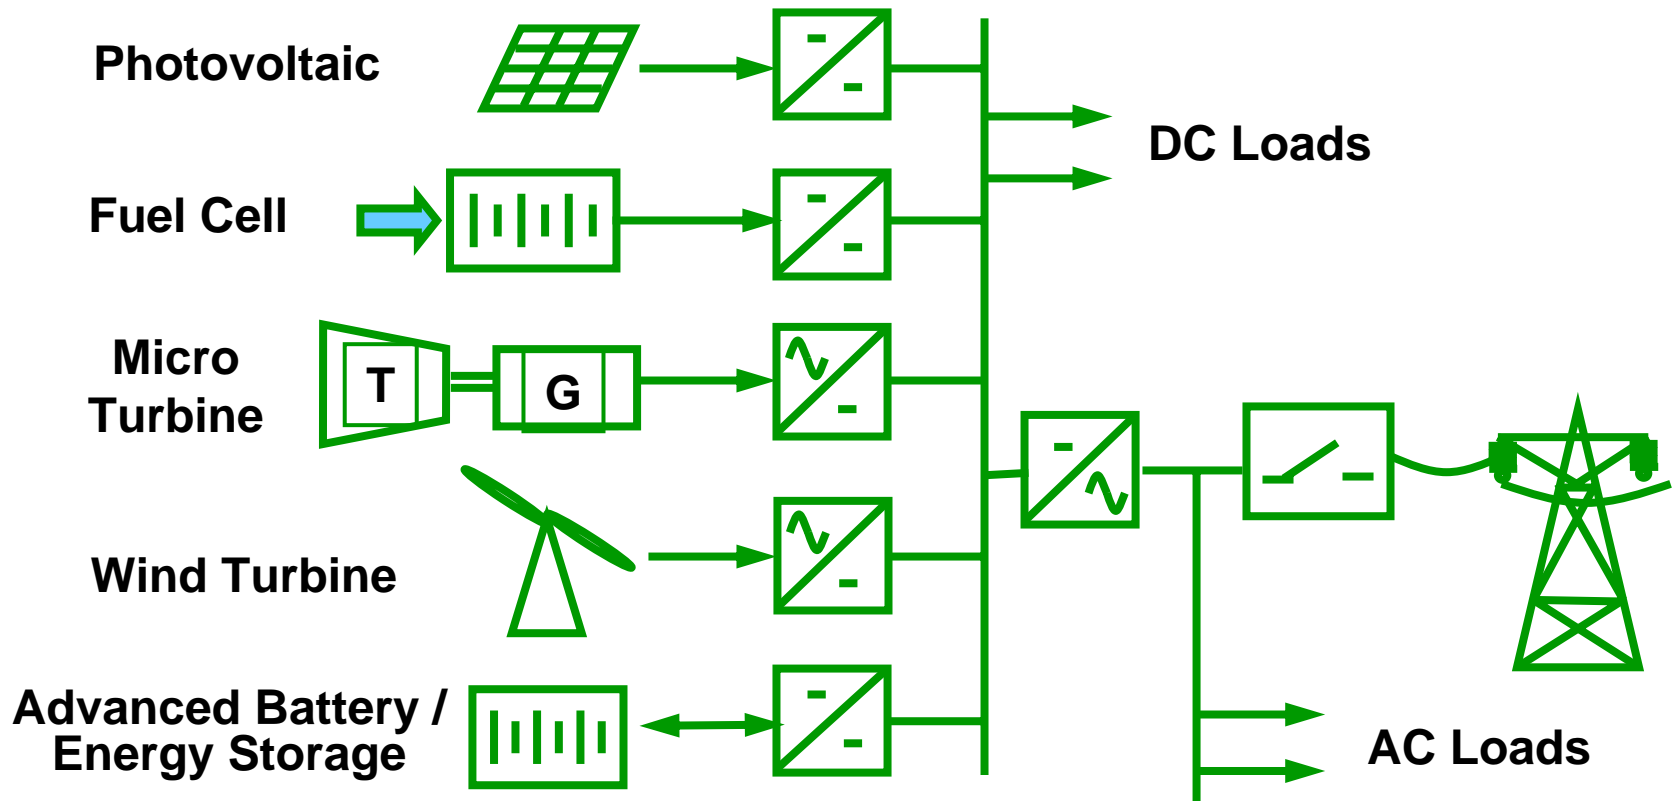 Photovoltaic
DC Loads
Fuel Cell
Micro
Turbine
T
G
Wind Turbine
Advanced Battery /
Energy Storage
AC Loads